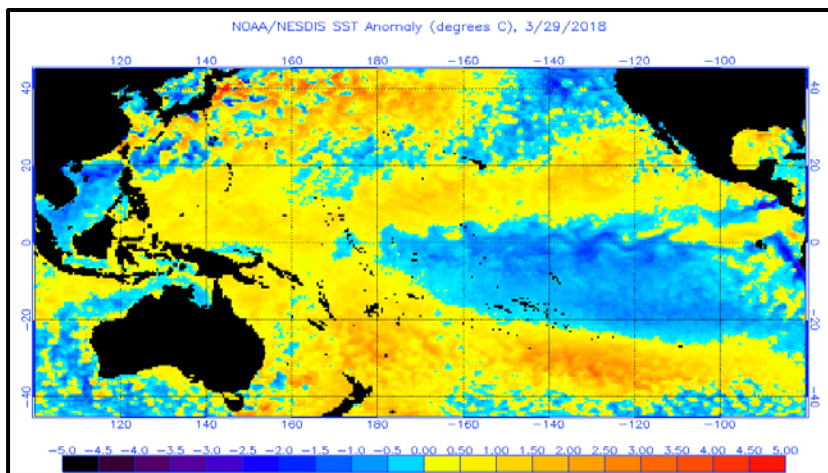 NOAA/NESDIS SST Anomaly (degrees C), 3/29/2018
120 140 160 180 -160 -140 -120 -100
40 40
20 20
0 0
-20 -20
-40 -40
120 140 160 180 -160 -140 -120 -100
-5.0 -4.5 -4.0 -3.5 -3.0 -2.5 -2.0 -1.5 -1.0 -0.5 0.00 0.50 1.00 1.50 2.00 2.50 3.00 3.50 4.00 4.50 5.00